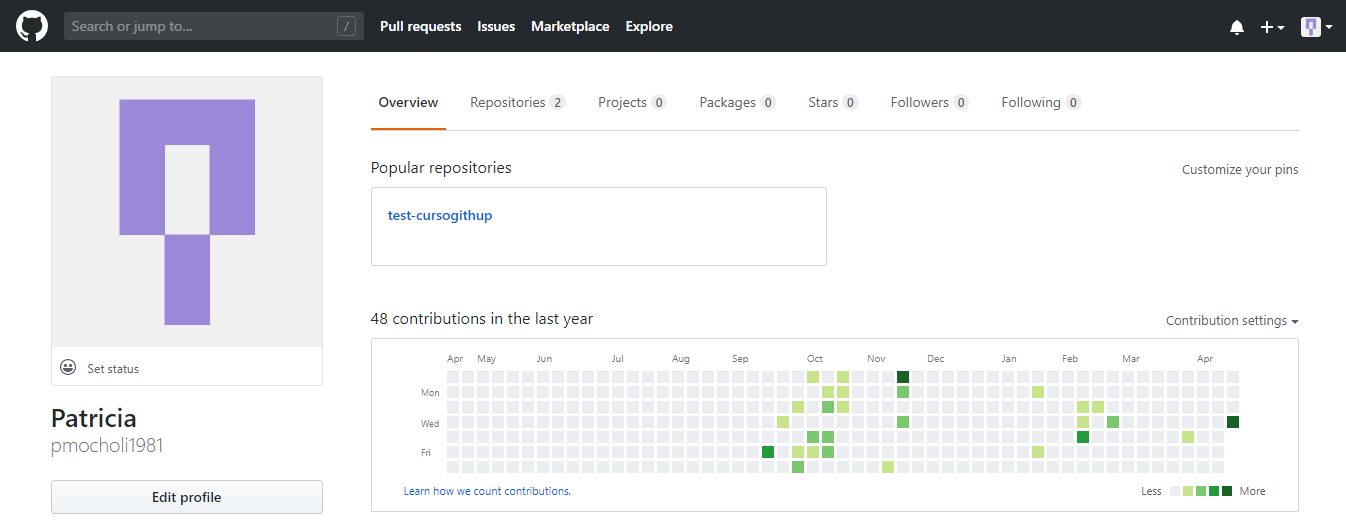 Search or jump to... / Pull requests Issues Marketplace Explore
Overview Repositories 2 Projects 0 Packages 0 Stars 0 Followers 0 Following 0
Popular repositories Customize your pins
test-cursogithup
48 contributions in the last year Contribution settings
Apr May Jun Jul Aug Sep Oct Nov Dec Jan Feb Mar Apr
Mon
Wed
Fri
Learn how we count contributions. Less More
Set status
Patricia
pmocholi1981
Edit profile